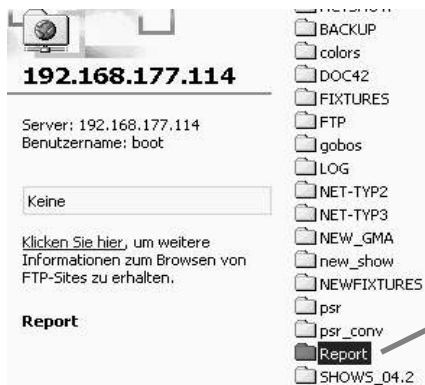 192.168.177.114
Server: 192.168.177.114
Benutzername: boot
Keine
Klicken Sie hier, um weitere
Informationen zum Browsen von
FTP-Sites zu erhalten.
Report
BACKUP
colors
DOC42
FIXTURES
FTP
gobos
LOG
NET-TYP2
NET-TYP3
NEW_GMA
new_show
NEWFIXTURES
psr
psr_conv
Report
SHOWS_04.2